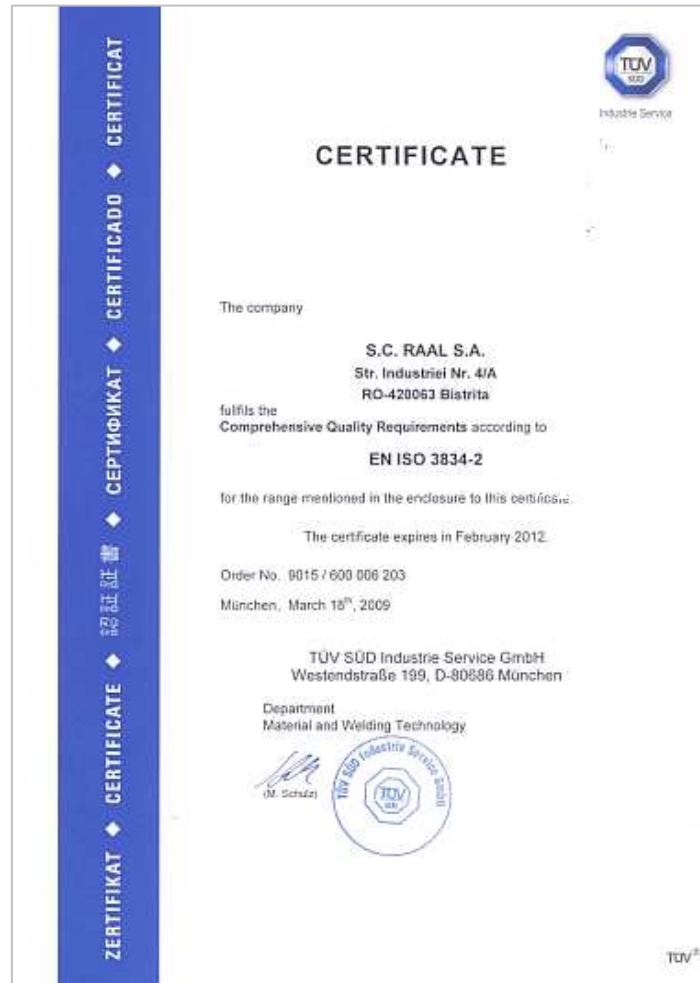 TÜV
SÜD
Industrie Service
CERTIFICATE
The company
S.C. RAAL S.A.
Str. Industriei Nr. 4/A
RO-420063 Bistrita
fullfils the
Comprehensive Quality Requirements according to
EN ISO 3834-2
for the range mentioned in the enclosure to this certificate.
The certificate expires in February 2012.
Order No. 9015 / 600 006 203
München, March 18th, 2009
TÜV SÜD Industrie Service GmbH
Westendstraße 199, D-80686 München
Department
Material and Welding Technology
(M. Schulz)
TÜV SÜD Industrie Service GmbH
TÜV
SÜD
ZERTIFIKAT ◆ CERTIFICATE ◆ 認証証書 ◆ СЕРТИФИКАТ ◆ CERTIFICADO ◆ CERTIFICAT
TÜV®